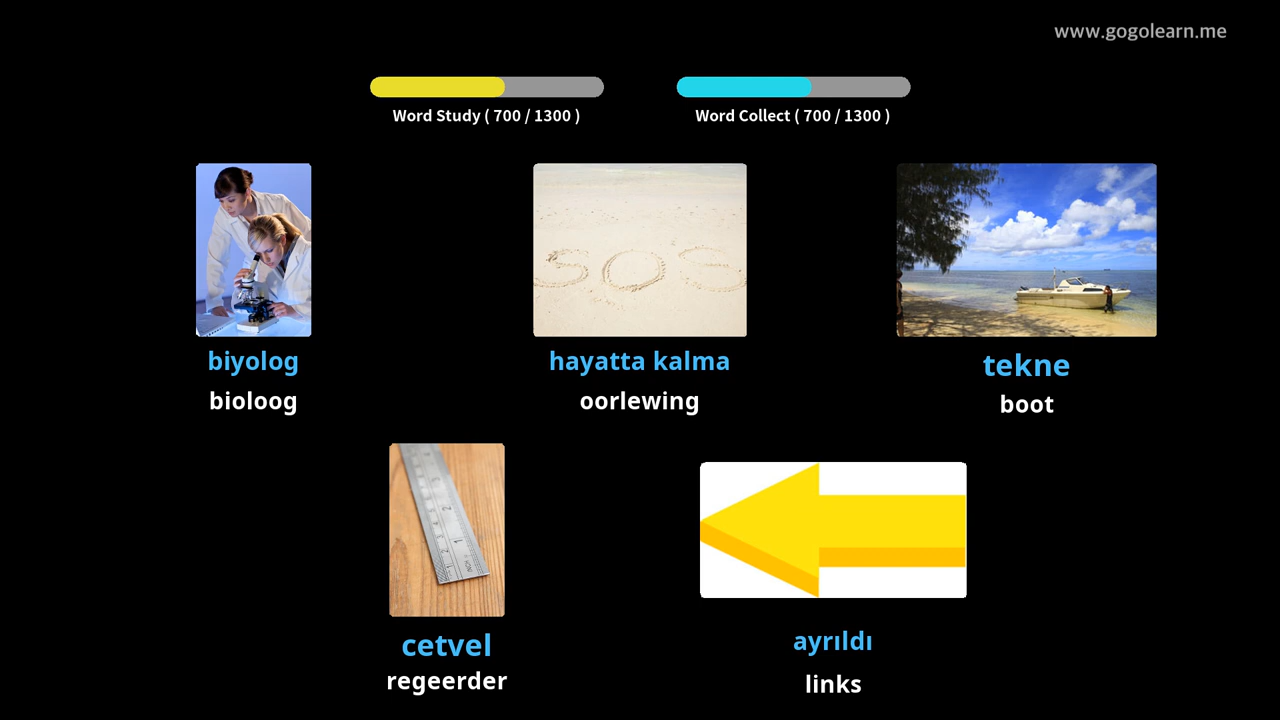 www.gogolearn.me
Word Study ( 700 / 1300 )
Word Collect ( 700 / 1300 )
SOS
biyolog
hayatta kalma
tekne
bioloog
oorlewing
boot
cetvel
ayrıldı
regeerder
links